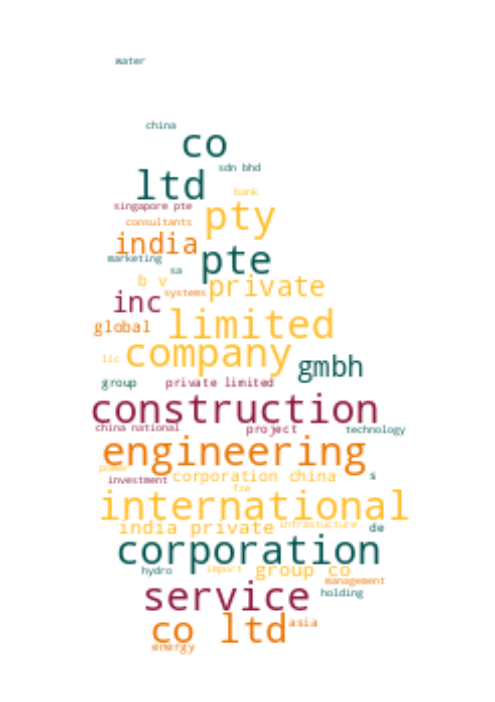 water
china
co
sdn bhd
ltd
bank
singapore pte
pty
consultants
india
marketing
pte
sa
b v
private
systems
inc
global
limited
company
llc
gmbh
group
private limited
construction
china national
project
technology
engineering
power
corporation china
s
investment
fze
international
india private
infrastucture
de
corporation
hydro
import
group co
management
service
holding
co ltd
asia
energy